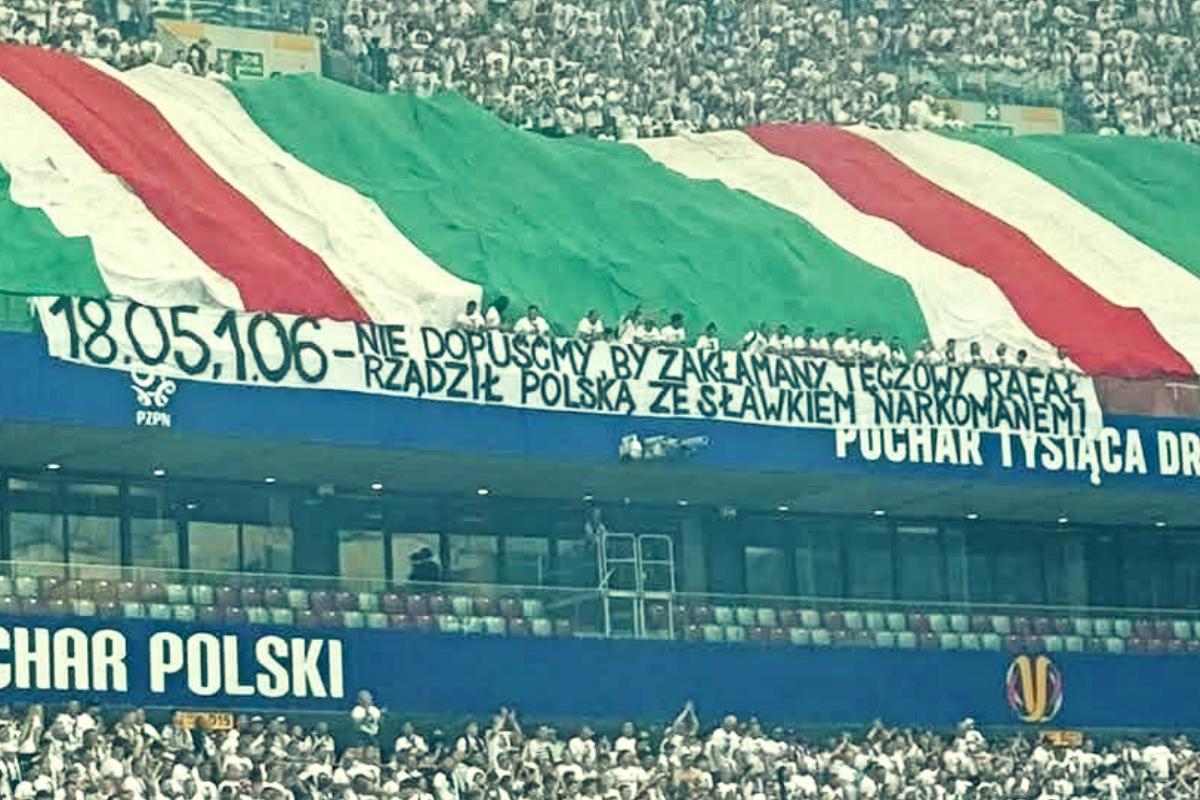 18.05,1.06 – NIE DOPUŚĆMY, BY ZAKŁAMANY, TĘCZOWY RAFAŁ
RZĄDZIŁ POLSKĄ ZE SŁAWKIEM NARKOMANEM!
PZPN
PUCHAR TYSIĄCA DR
CHAR POLSKI